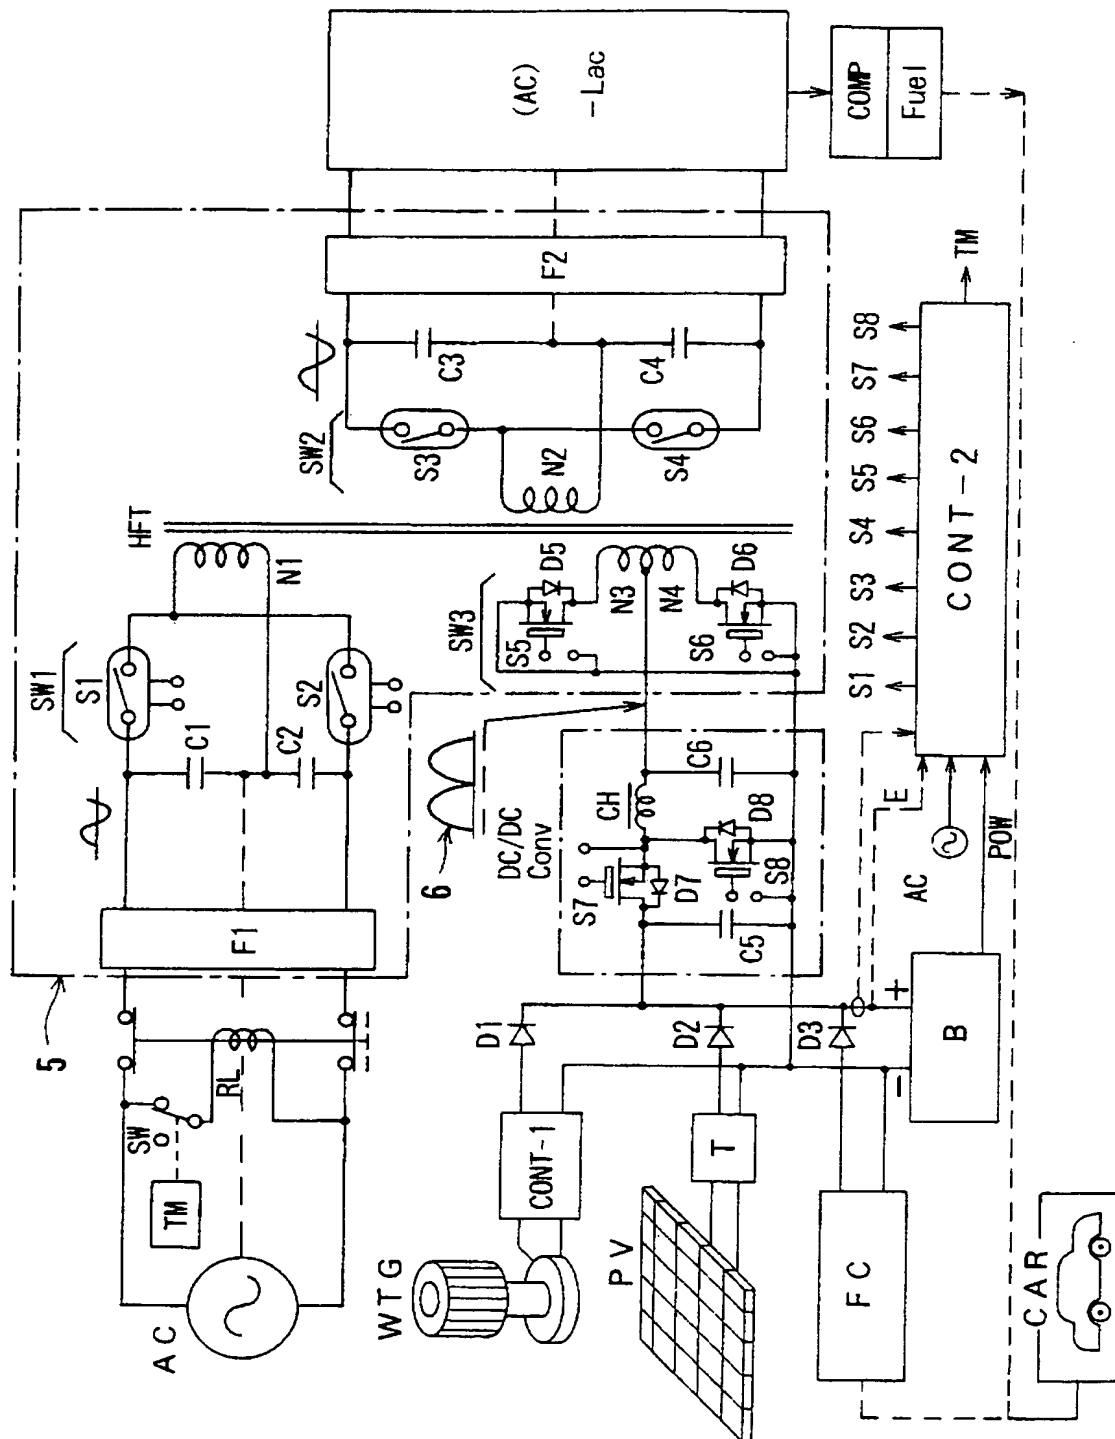 AC
TM
SW
RL
5
F1
C1
C2
SW1
S1
S2
N1
HFT
SW2
S3
S4
N2
C3
C4
F2
(AC)
-Lac
COMP
Fuel
6
DC/DC
Conv
SW3
S5
D5
N3
N4
S6
D6
S7
D7
CH
C6
S8
D8
C5
WTG
CONT-1
D1
PV
T
D2
FC
D3
B
+
-
CAR
E
AC
POW
CONT-2
S1
S2
S3
S4
S5
S6
S7
S8
TM